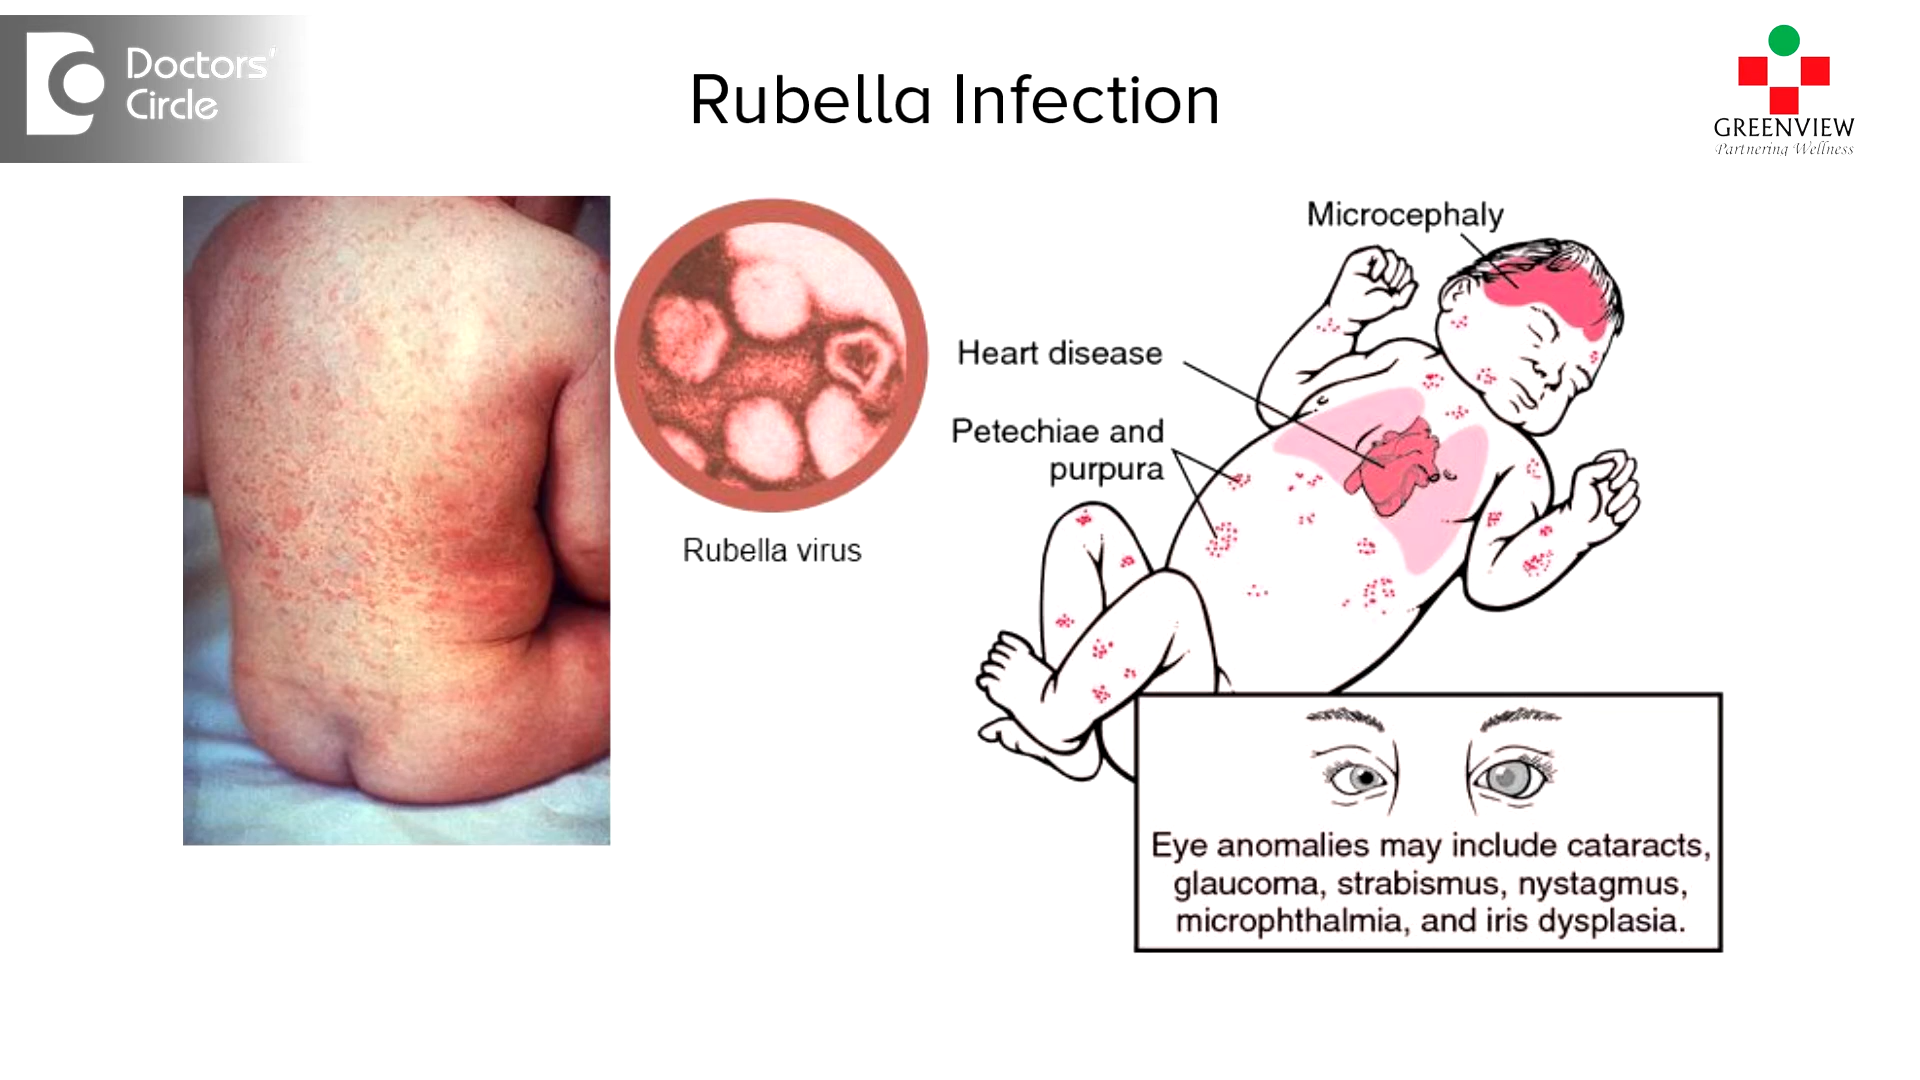 Doctors'
Circle
Rubella Infection
GREENVIEW
Partnering Wellness
Microcephaly
Heart disease
Petechiae and
purpura
Rubella virus
Eye anomalies may include cataracts,
glaucoma, strabismus, nystagmus,
microphthalmia, and iris dysplasia.